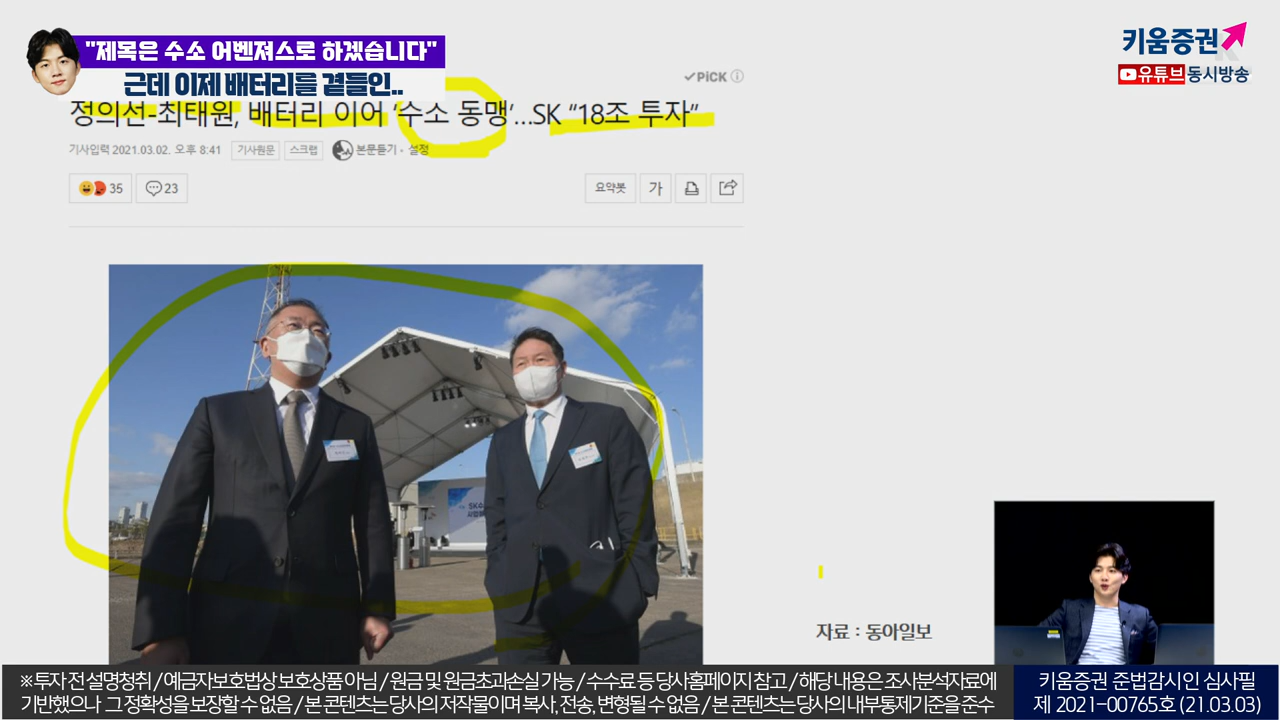 "제목은 수소 어벤져스로 하겠습니다"
근데 이제 배터리를 곁들인..
키움증권
유튜브동시방송
PiCK
정의선-최태원, 배터리 이어 ‘수소 동맹’…SK “18조 투자”
기사입력 2021.03.02. 오후 8:41 기사원문 스크랩 본문듣기 · 설정
35 23 요약봇 가
자료 : 동아일보
※ 투자 전 설명청취 / 예금자보호법상 보호상품 아님 / 원금 및 원금초과손실 가능 / 수수료 등 당사홈페이지 참고 / 해당 내용은 조사분석자료에
기반했으나 그 정확성을 보장할 수 없음 / 본 콘텐츠는 당사의 저작물이며 복사, 전송, 변형될 수 없음 / 본 콘텐츠는 당사의 내부통제기준을 준수
키움증권 준법감시인 심사필
제 2021-00765호 (21.03.03)